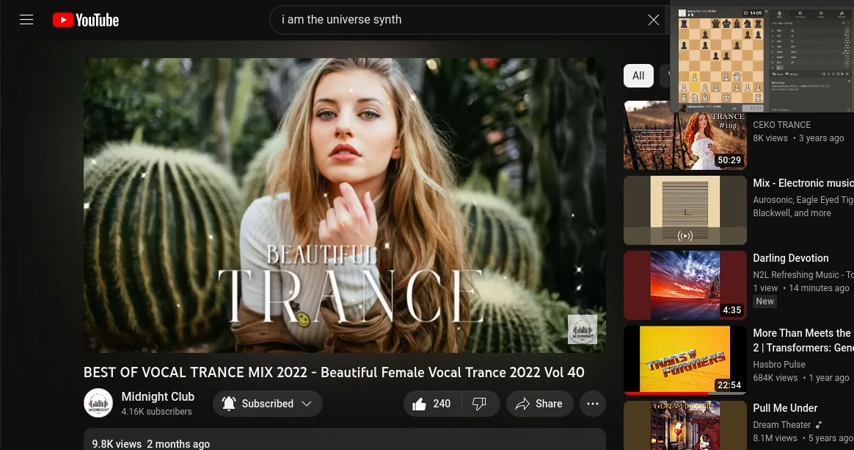 YouTube
i am the universe synth
All
BEAUTIFUL
TRANCE
BEST OF VOCAL TRANCE MIX 2022 - Beautiful Female Vocal Trance 2022 Vol 40
Midnight Club
4.16K subscribers
Subscribed
240
Share
9.8K views 2 months ago
TRANCE
#193
50:29
CEKO TRANCE
8K views • 3 years ago
Mix - Electronic music
Aurosonic, Eagle Eyed Tig
Blackwell, and more
4:35
Darling Devotion
N2L Refreshing Music - To
1 view • 14 minutes ago
New
TRANSFORMERS
22:54
More Than Meets the
2 | Transformers: Gene
Hasbro Pulse
684K views • 1 year ago
Pull Me Under
Dream Theater
8.1M views • 5 years ago